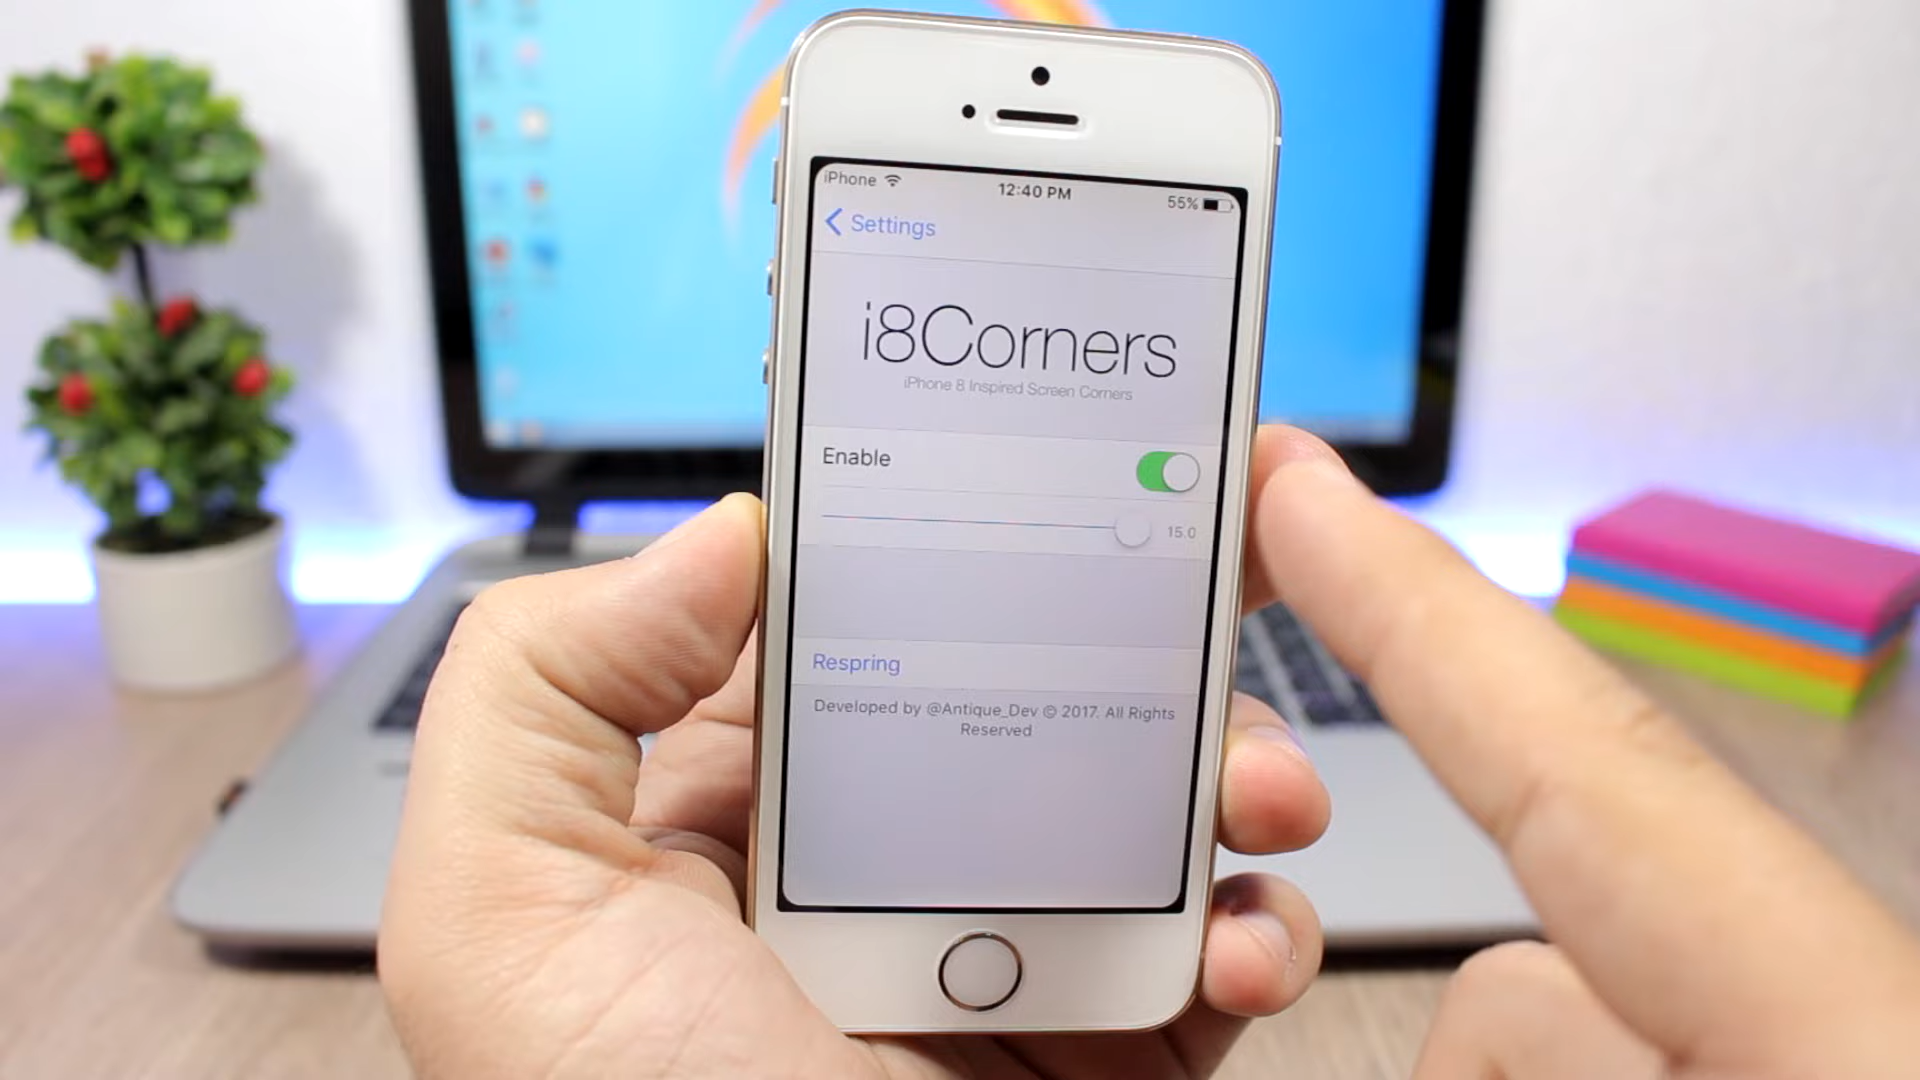 iPhone
12:40 PM
55%
Settings
i8Corners
iPhone 8 Inspired Screen Corners
Enable
15.0
Respring
Developed by @Antique_Dev © 2017. All Rights
Reserved